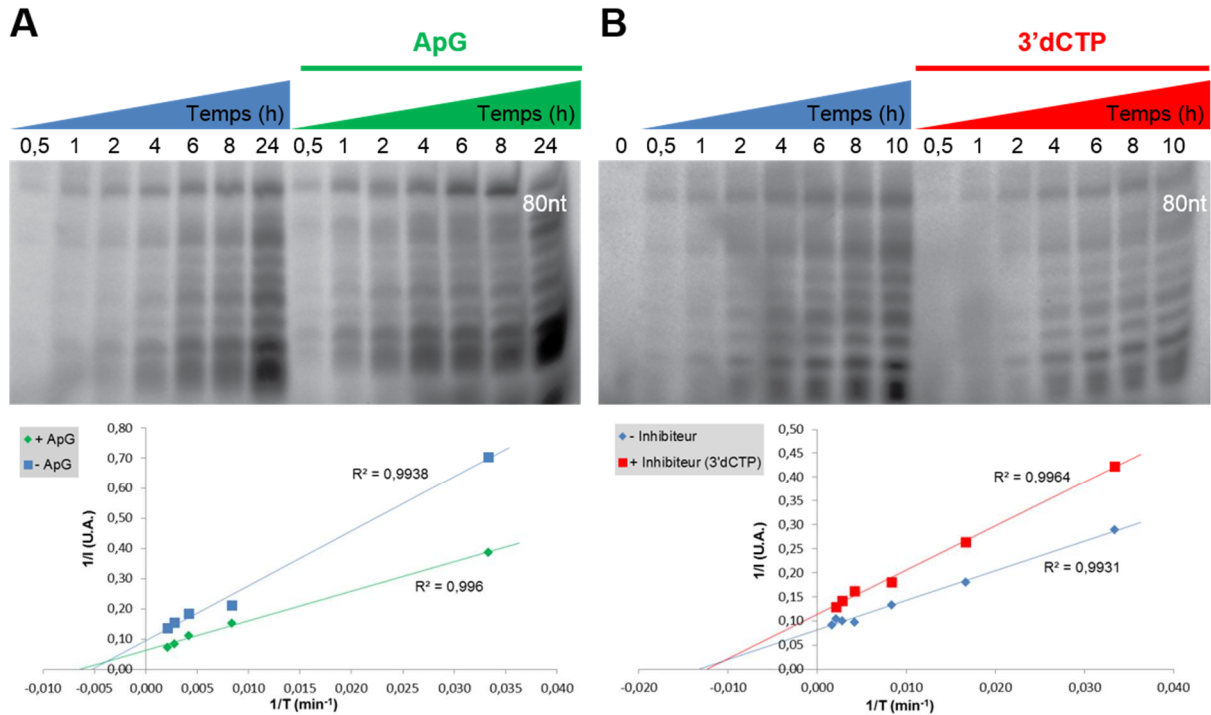 A
ApG
Temps (h) Temps (h)
0,5 1 2 4 6 8 24 0,5 1 2 4 6 8 24
80nt
+ ApG
- ApG
R² = 0,9938
R² = 0,996
1/I (U.A.)
0,80
0,70
0,60
0,50
0,40
0,30
0,20
0,10
0,00
-0,010 -0,005 0,000 0,005 0,010 0,015 0,020 0,025 0,030 0,035 0,040
1/T (min⁻¹)
B
3’dCTP
Temps (h) Temps (h)
0 0,5 1 2 4 6 8 10 0,5 1 2 4 6 8 10
80nt
- Inhibiteur
+ Inhibiteur (3'dCTP)
R² = 0,9964
R² = 0,9931
1/I (U.A.)
0,50
0,45
0,40
0,35
0,30
0,25
0,20
0,15
0,10
0,05
0,00
-0,020 -0,010 0,000 0,010 0,020 0,030 0,040
1/T (min⁻¹)